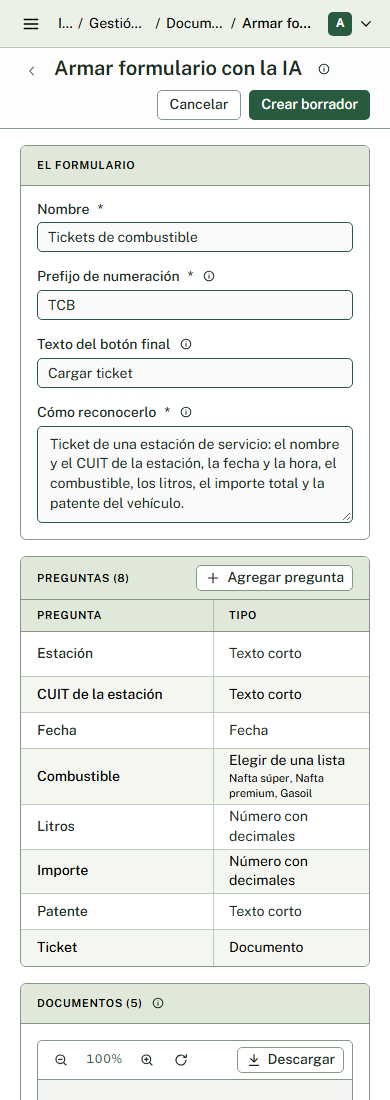 I... / Gestió... / Docum... / Armar fo... A
Armar formulario con la IA
Cancelar Crear borrador
EL FORMULARIO
Nombre *
Tickets de combustible
Prefijo de numeración *
TCB
Texto del botón final
Cargar ticket
Cómo reconocerlo *
Ticket de una estación de servicio: el nombre
y el CUIT de la estación, la fecha y la hora, el
combustible, los litros, el importe total y la
patente del vehículo.
PREGUNTAS (8) Agregar pregunta
PREGUNTA TIPO
Estación Texto corto
CUIT de la estación Texto corto
Fecha Fecha
Combustible Elegir de una lista
Nafta súper, Nafta
premium, Gasoil
Litros Número con
decimales
Importe Número con
decimales
Patente Texto corto
Ticket Documento
DOCUMENTOS (5)
100% Descargar